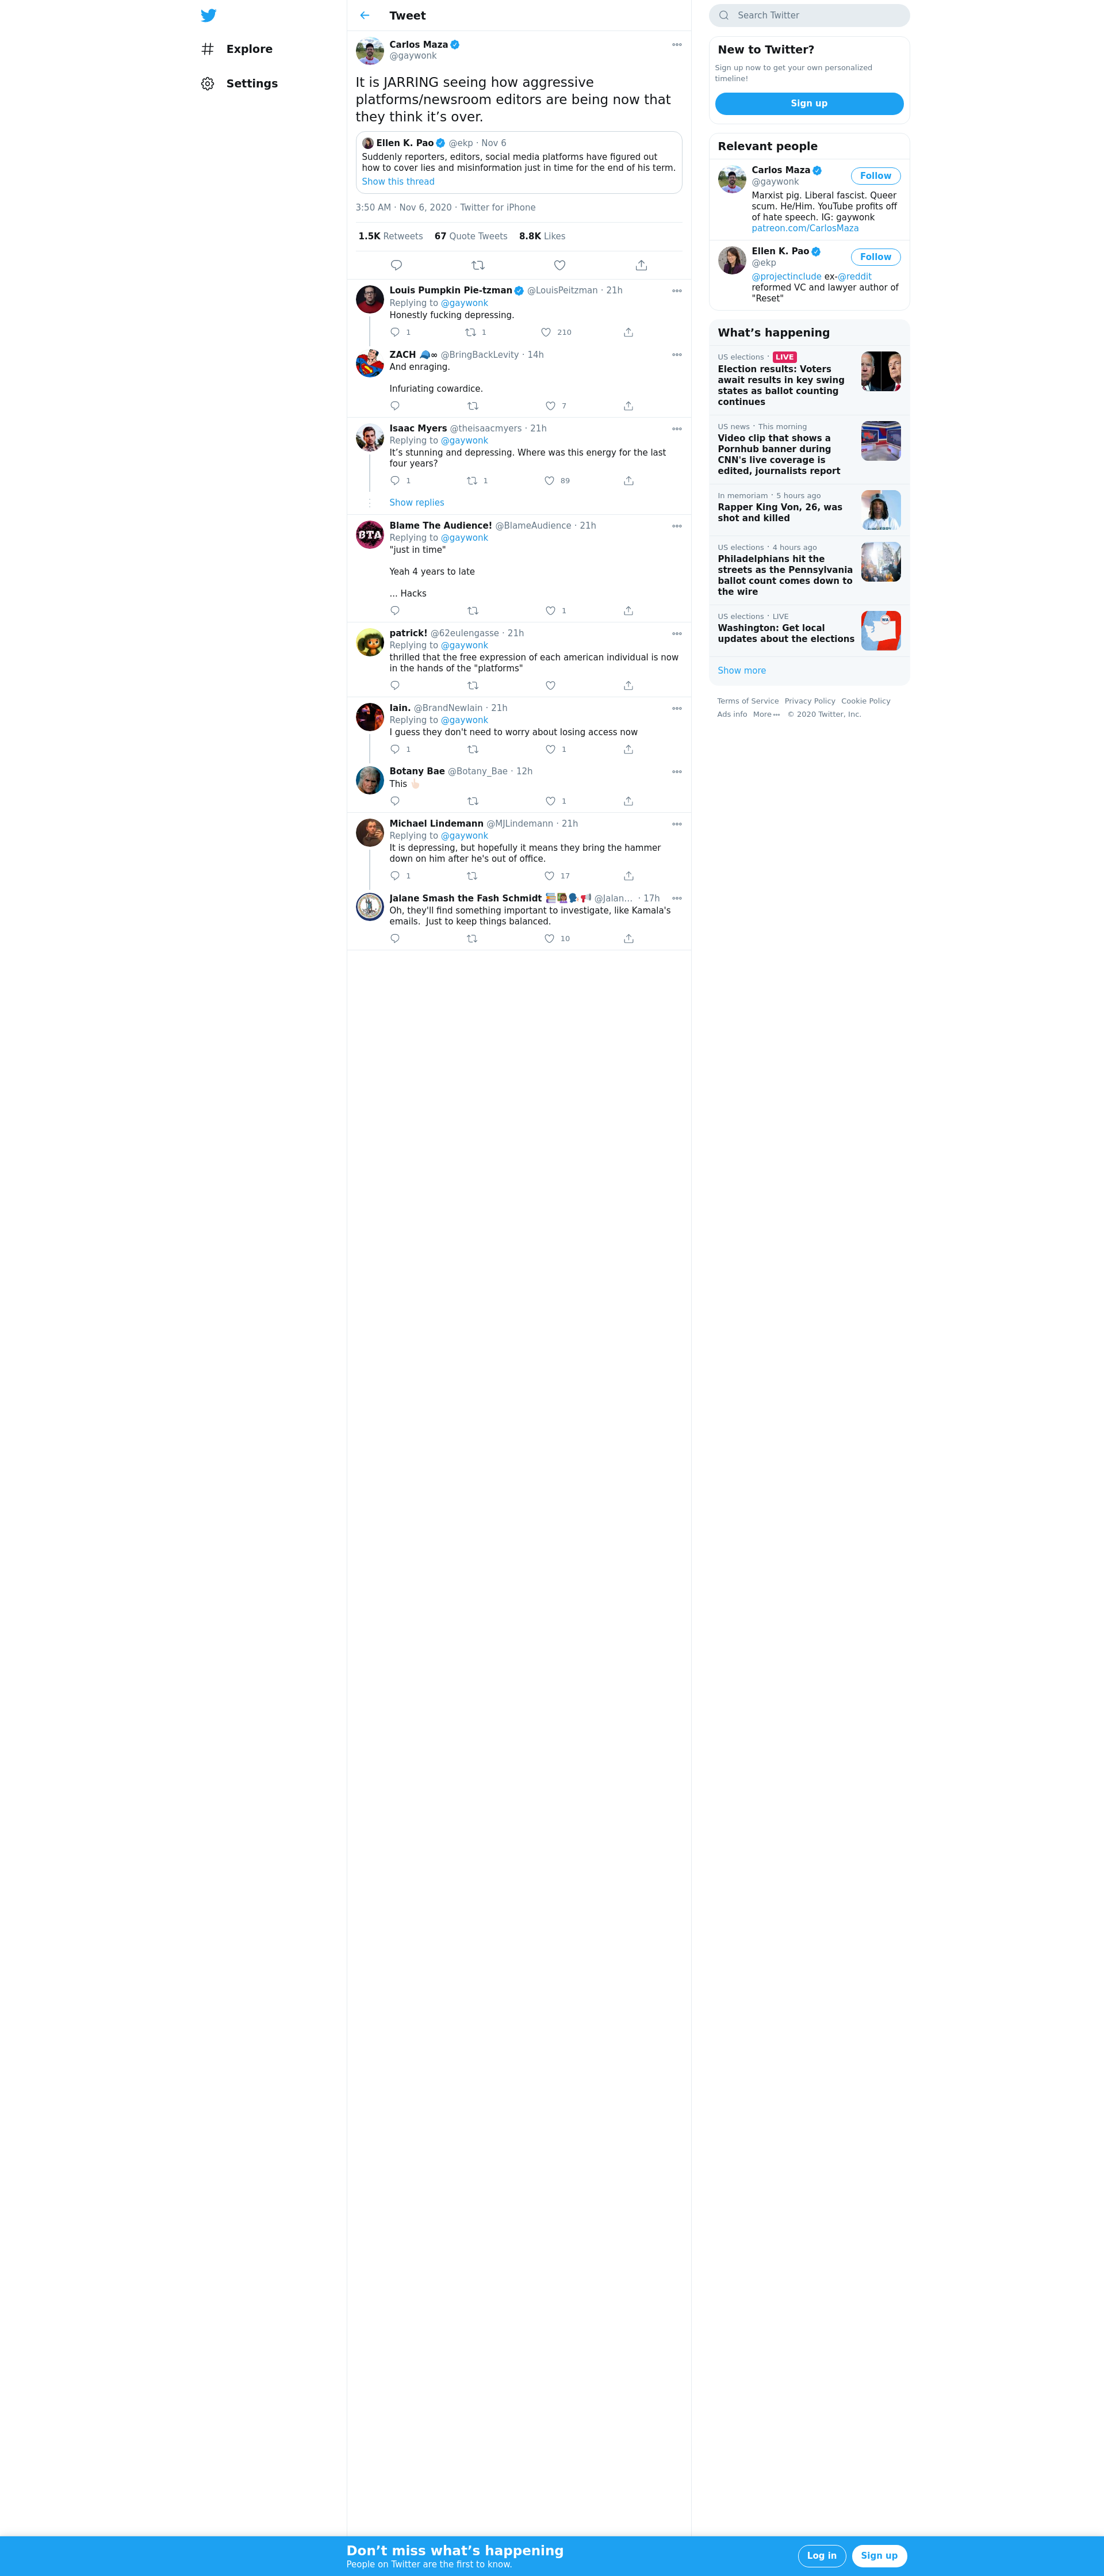 Explore
Settings
Tweet
Carlos Maza
@gaywonk
It is JARRING seeing how aggressive
platforms/newsroom editors are being now that
they think it’s over.
Ellen K. Pao @ekp · Nov 6
Suddenly reporters, editors, social media platforms have figured out
how to cover lies and misinformation just in time for the end of his term.
Show this thread
3:50 AM · Nov 6, 2020 · Twitter for iPhone
1.5K Retweets 67 Quote Tweets 8.8K Likes
Louis Pumpkin Pie-tzman @LouisPeitzman · 21h
Replying to @gaywonk
Honestly fucking depressing.
1 1 210
ZACH 🧢∞ @BringBackLevity · 14h
And enraging.
Infuriating cowardice.
7
Isaac Myers @theisaacmyers · 21h
Replying to @gaywonk
It’s stunning and depressing. Where was this energy for the last
four years?
1 1 89
Show replies
BTA
Blame The Audience! @BlameAudience · 21h
Replying to @gaywonk
"just in time"
Yeah 4 years to late
... Hacks
1
patrick! @62eulengasse · 21h
Replying to @gaywonk
thrilled that the free expression of each american individual is now
in the hands of the "platforms"
Iain. @BrandNewIain · 21h
Replying to @gaywonk
I guess they don't need to worry about losing access now
1 1
Botany Bae @Botany_Bae · 12h
This 👆🏻
1
Michael Lindemann @MJLindemann · 21h
Replying to @gaywonk
It is depressing, but hopefully it means they bring the hammer
down on him after he's out of office.
1 17
Jalane Smash the Fash Schmidt @Jalan… · 17h
Oh, they'll find something important to investigate, like Kamala's
emails. Just to keep things balanced.
10
Search Twitter
New to Twitter?
Sign up now to get your own personalized
timeline!
Sign up
Relevant people
Carlos Maza
@gaywonk
Follow
Marxist pig. Liberal fascist. Queer
scum. He/Him. YouTube profits off
of hate speech. IG: gaywonk
patreon.com/CarlosMaza
Ellen K. Pao
@ekp
Follow
@projectinclude ex-@reddit
reformed VC and lawyer author of
"Reset"
What’s happening
US elections · LIVE
Election results: Voters
await results in key swing
states as ballot counting
continues
US news · This morning
Video clip that shows a
Pornhub banner during
CNN's live coverage is
edited, journalists report
In memoriam · 5 hours ago
Rapper King Von, 26, was
shot and killed
US elections · 4 hours ago
Philadelphians hit the
streets as the Pennsylvania
ballot count comes down to
the wire
US elections · LIVE
Washington: Get local
updates about the elections
Show more
Terms of Service Privacy Policy Cookie Policy
Ads info More © 2020 Twitter, Inc.
Don’t miss what’s happening
People on Twitter are the first to know.
Log in
Sign up